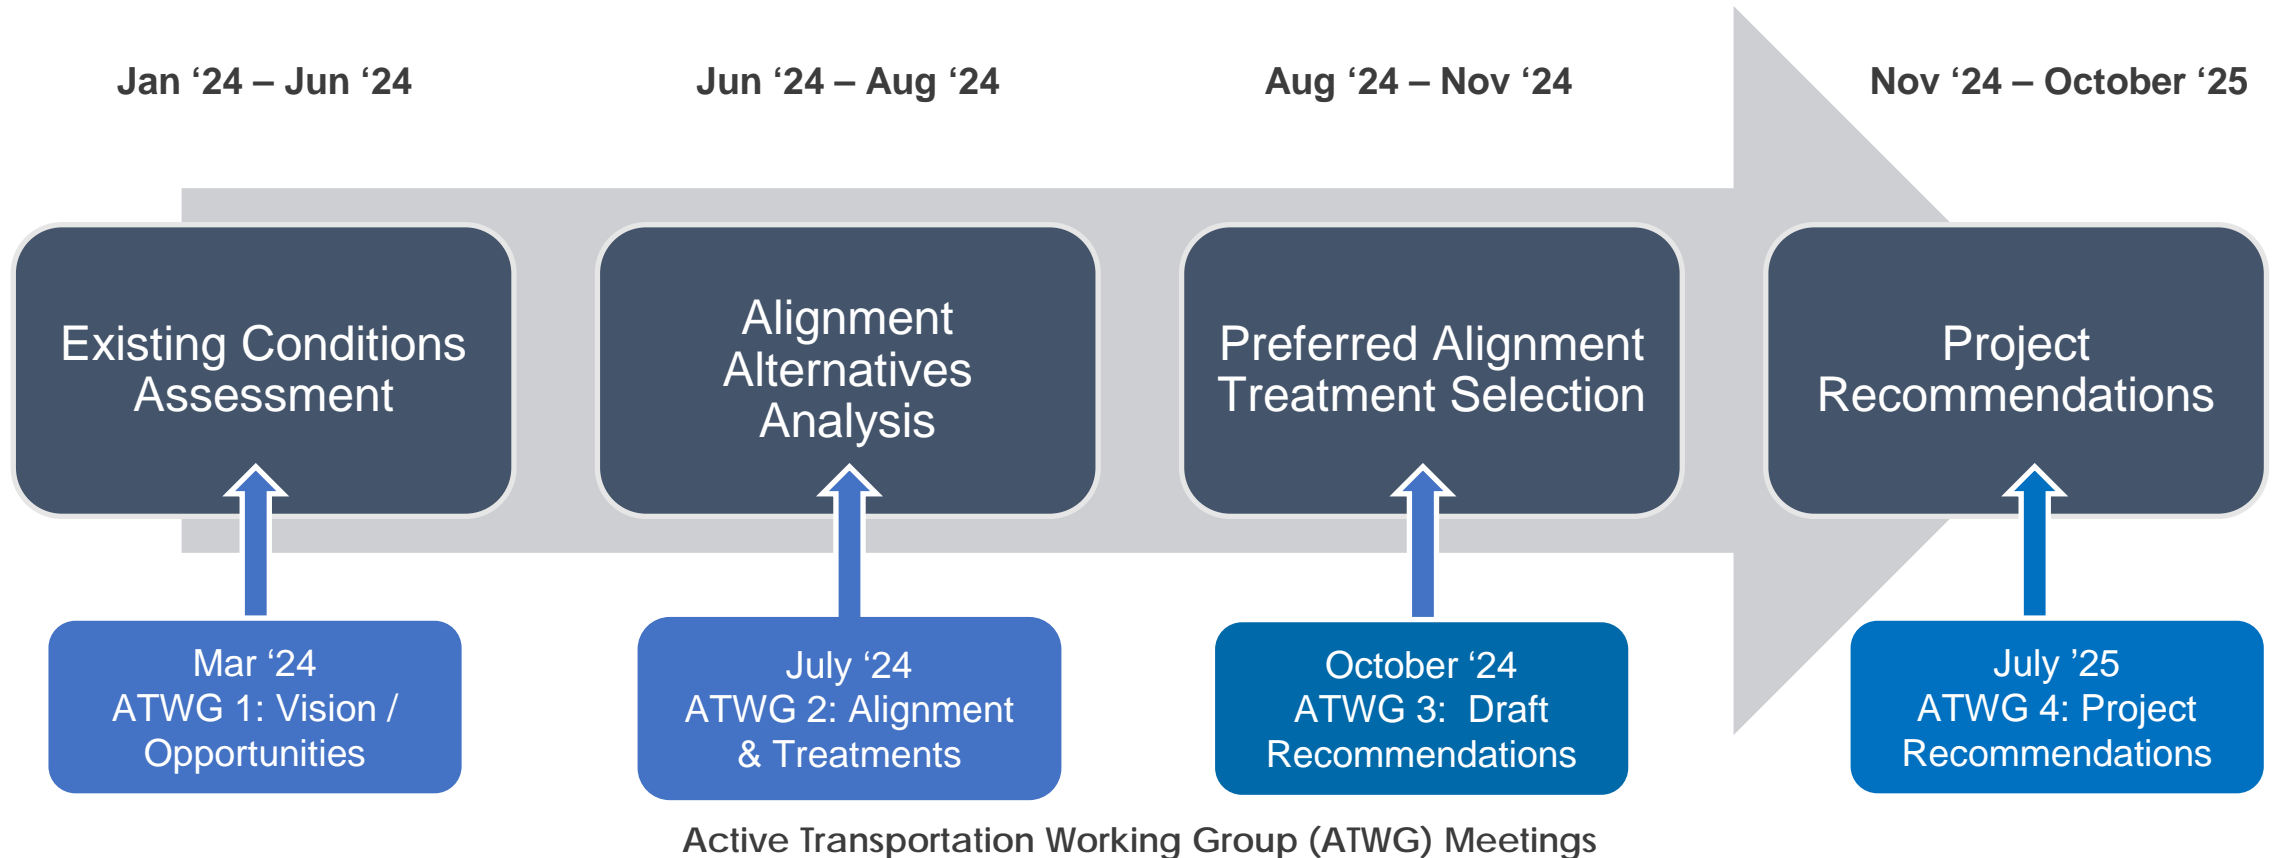 Jan ‘24 – Jun ‘24
Jun ‘24 – Aug ‘24
Aug ‘24 – Nov ‘24
Nov ‘24 – October ‘25
Existing Conditions
Assessment
Alignment
Alternatives
Analysis
Preferred Alignment
Treatment Selection
Project
Recommendations
Mar ‘24
ATWG 1: Vision /
Opportunities
July ‘24
ATWG 2: Alignment
& Treatments
October ‘24
ATWG 3:  Draft
Recommendations
July ’25
ATWG 4: Project
Recommendations
Active Transportation Working Group (ATWG) Meetings